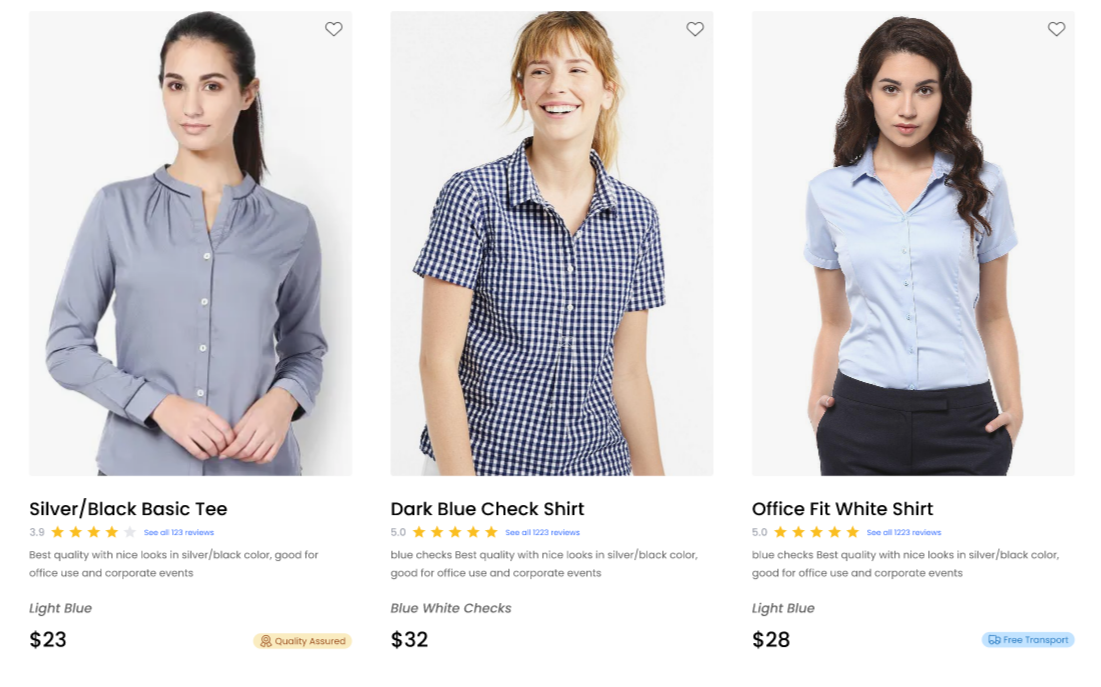 Silver/Black Basic Tee
3.9 See all 123 reviews
Best quality with nice looks in silver/black color, good for
office use and corporate events
Light Blue
$23 Quality Assured
Dark Blue Check Shirt
5.0 See all 1223 reviews
blue checks Best quality with nice looks in silver/black color,
good for office use and corporate events
Blue White Checks
$32
Office Fit White Shirt
5.0 See all 1223 reviews
blue checks Best quality with nice looks in silver/black color,
good for office use and corporate events
Light Blue
$28 Free Transport